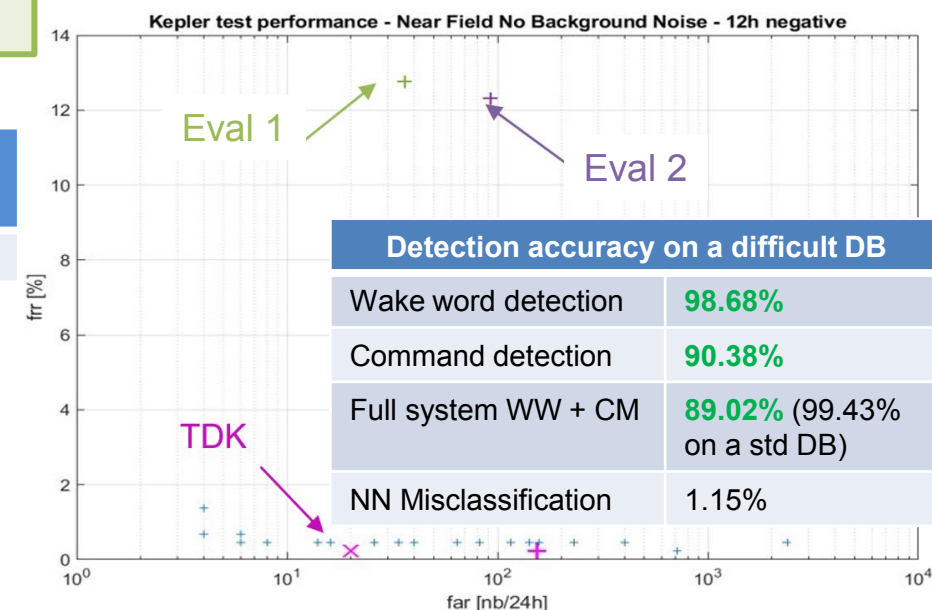 Kepler test performance - Near Field No Background Noise - 12h negative
14
12
10
8
6
4
2
0
frr [%]
Eval 1
Eval 2
TDK
Detection accuracy on a difficult DB
Wake word detection 98.68%
Command detection 90.38%
Full system WW + CM 89.02% (99.43%
on a std DB)
NN Misclassification 1.15%
10⁰ 10¹ 10² 10³ 10⁴
far [nb/24h]